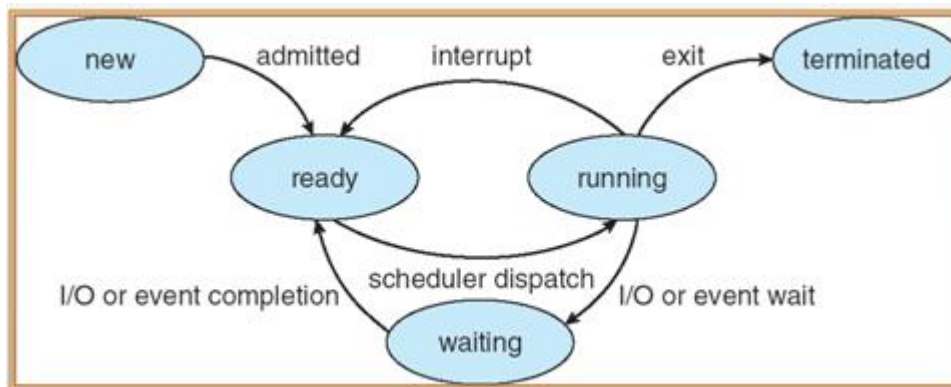 new
admitted
interrupt
exit
terminated
ready
running
scheduler dispatch
I/O or event completion
I/O or event wait
waiting